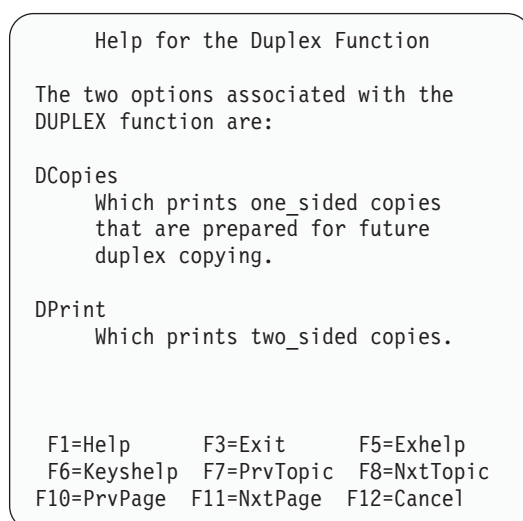 Help for the Duplex Function
The two options associated with the
DUPLEX function are:
DCopies
Which prints one_sided copies
that are prepared for future
duplex copying.
DPrint
Which prints two_sided copies.
F1=Help F3=Exit F5=Exhelp
F6=Keyshelp F7=PrvTopic F8=NxtTopic
F10=PrvPage F11=NxtPage F12=Cancel